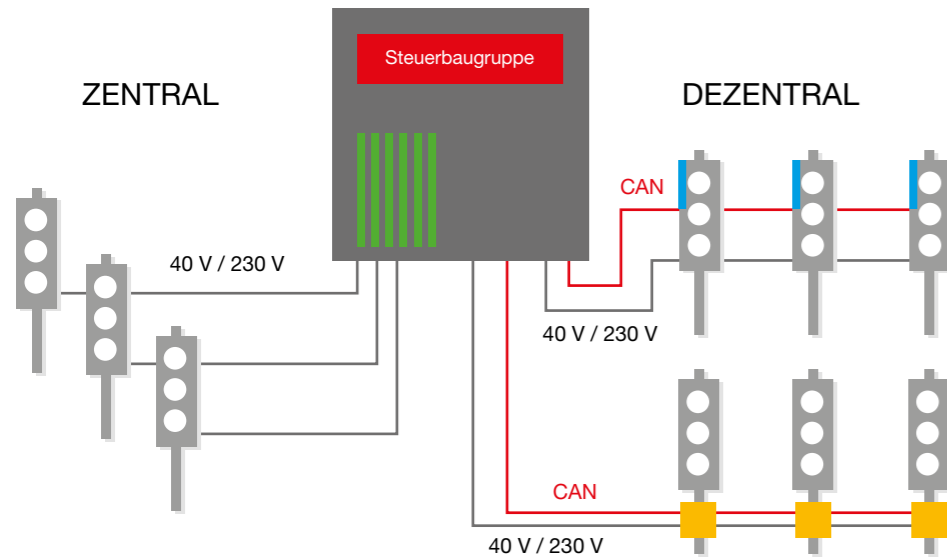 Steuerbaugruppe
ZENTRAL
DEZENTRAL
CAN
40 V / 230 V
40 V / 230 V
CAN
40 V / 230 V